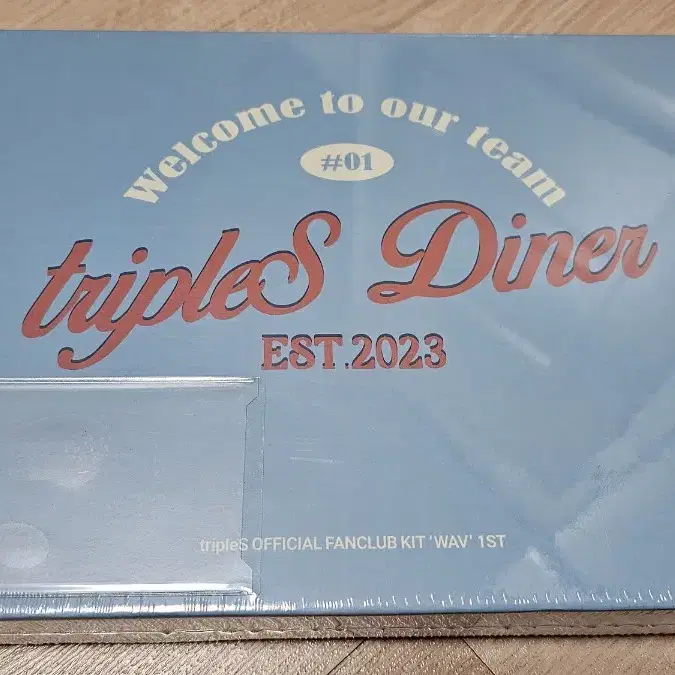 Welcome to our team
#01
tripleS Diner
EST.2023
tripleS OFFICIAL FANCLUB KIT 'WAV' 1ST